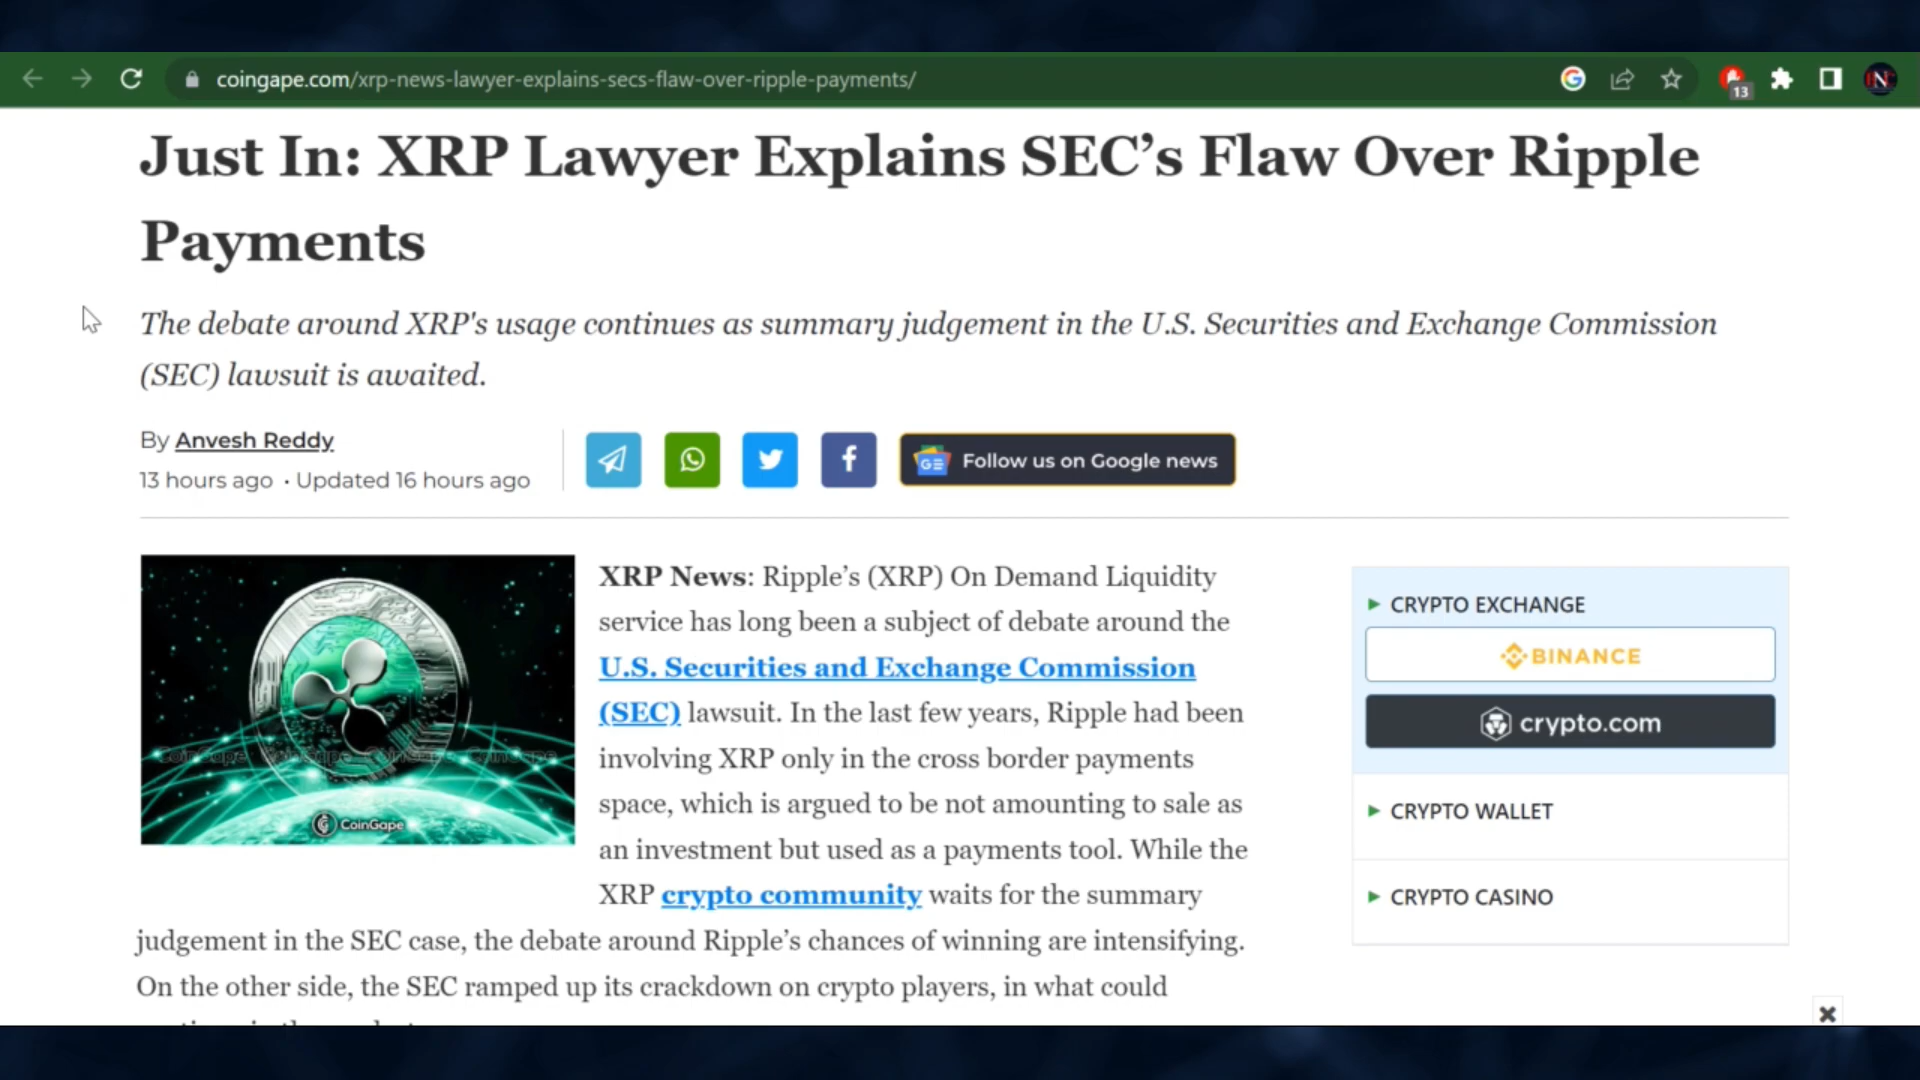 coingape.com/xrp-news-lawyer-explains-secs-flaw-over-ripple-payments/
13
Just In: XRP Lawyer Explains SEC’s Flaw Over Ripple
Payments
The debate around XRP's usage continues as summary judgement in the U.S. Securities and Exchange Commission
(SEC) lawsuit is awaited.
By Anvesh Reddy
13 hours ago • Updated 16 hours ago
Follow us on Google news
CoinGape
XRP News: Ripple’s (XRP) On Demand Liquidity
service has long been a subject of debate around the
U.S. Securities and Exchange Commission
(SEC) lawsuit. In the last few years, Ripple had been
involving XRP only in the cross border payments
space, which is argued to be not amounting to sale as
an investment but used as a payments tool. While the
XRP crypto community waits for the summary
judgement in the SEC case, the debate around Ripple’s chances of winning are intensifying.
On the other side, the SEC ramped up its crackdown on crypto players, in what could
CRYPTO EXCHANGE
BINANCE
crypto.com
CRYPTO WALLET
CRYPTO CASINO